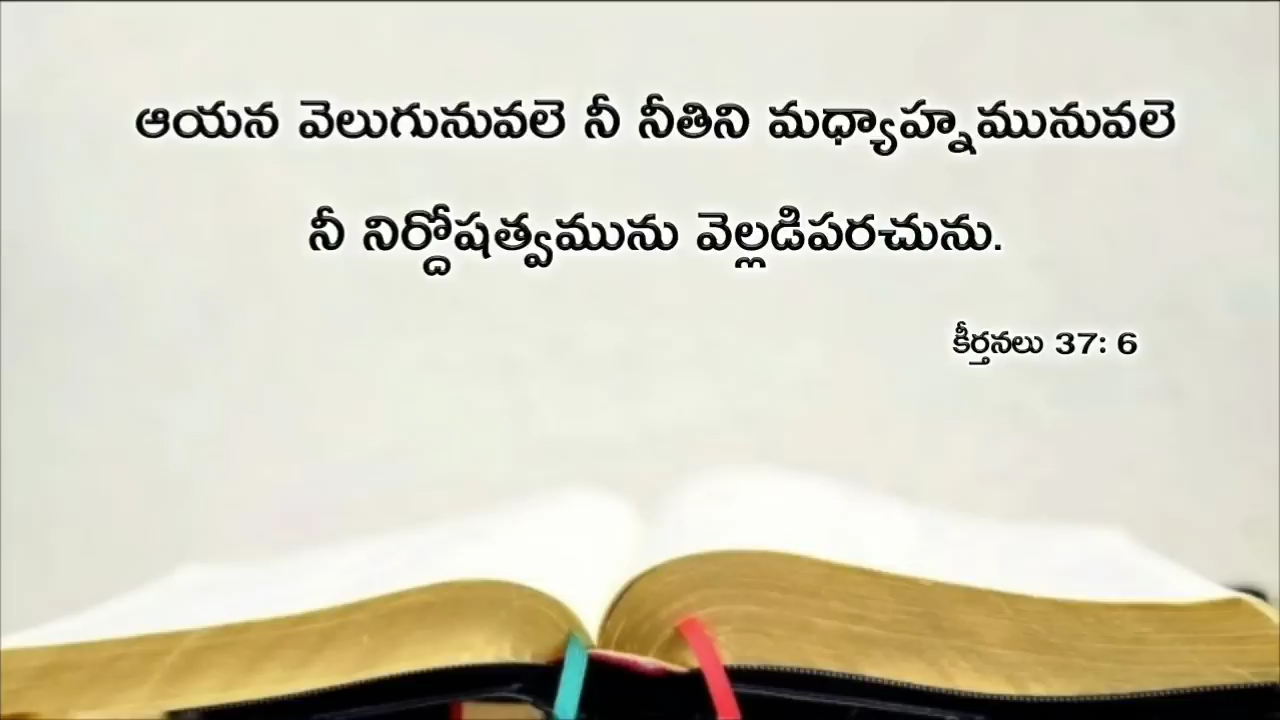 ఆయన వెలుగునువలె నీ నీతిని మధ్యాహ్నమునువలె
నీ నిర్దోషత్వమును వెల్లడిపరచును.
కీర్తనలు 37: 6